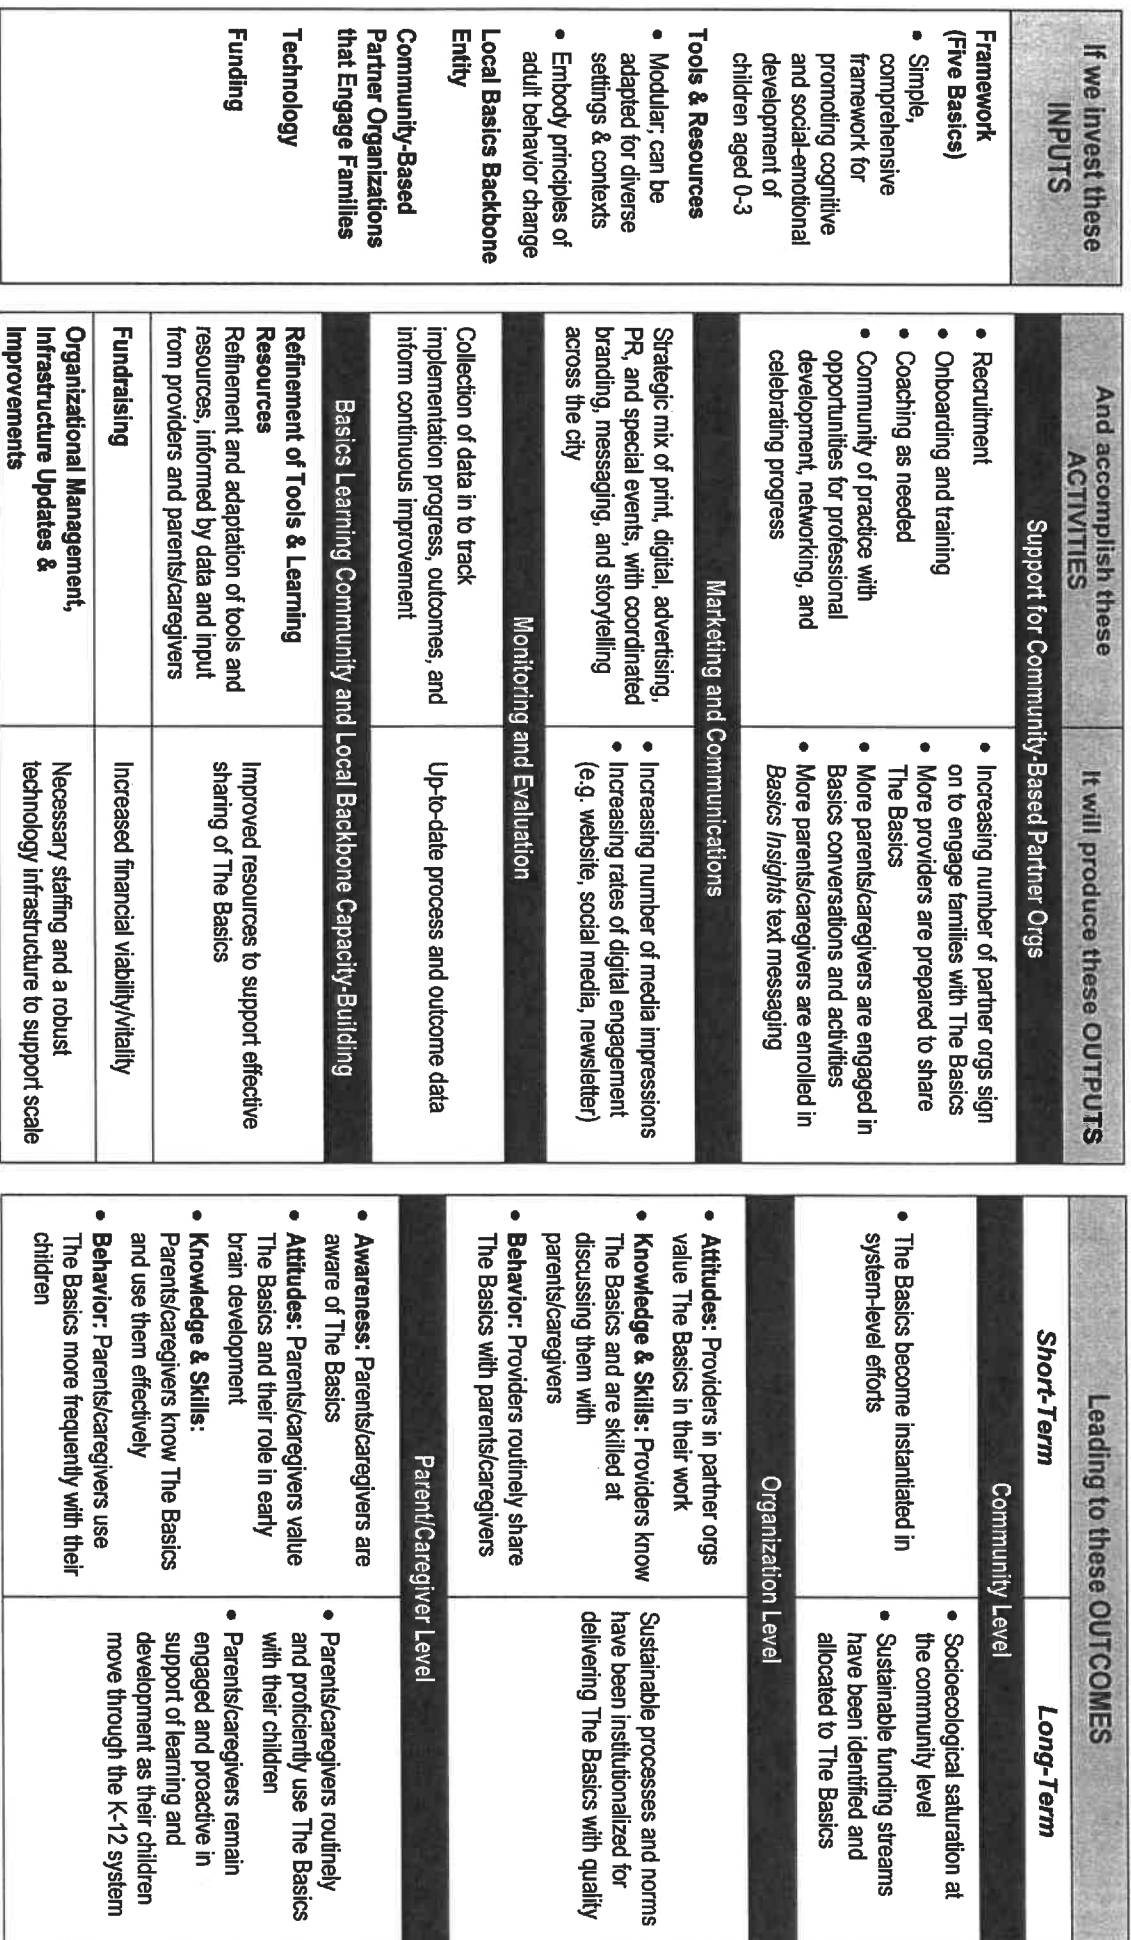 If we invest these
INPUTS
Framework
(Five Basics)
• Simple,
comprehensive
framework for
promoting cognitive
and social-emotional
development of
children aged 0-3
Tools & Resources
• Modular; can be
adapted for diverse
settings & contexts
• Embody principles of
adult behavior change
Local Basics Backbone
Entity
Community-Based
Partner Organizations
that Engage Families
Technology
Funding
And accomplish these
ACTIVITIES
It will produce these OUTPUTS
Support for Community-Based Partner Orgs
• Recruitment
• Onboarding and training
• Coaching as needed
• Community of practice with
opportunities for professional
development, networking, and
celebrating progress
• Increasing number of partner orgs sign
on to engage families with The Basics
• More providers are prepared to share
The Basics
• More parents/caregivers are engaged in
Basics conversations and activities
• More parents/caregivers are enrolled in
Basics Insights text messaging
Marketing and Communications
Strategic mix of print, digital, advertising,
PR, and special events, with coordinated
branding, messaging, and storytelling
across the city
• Increasing number of media impressions
• Increasing rates of digital engagement
(e.g. website, social media, newsletter)
Monitoring and Evaluation
Collection of data in to track
implementation progress, outcomes, and
inform continuous improvement
Up-to-date process and outcome data
Basics Learning Community and Local Backbone Capacity-Building
Refinement of Tools & Learning
Resources
Refinement and adaptation of tools and
resources, informed by data and input
from providers and parents/caregivers
Improved resources to support effective
sharing of The Basics
Fundraising
Increased financial viability/vitality
Organizational Management,
Infrastructure Updates &
Improvements
Necessary staffing and a robust
technology infrastructure to support scale
Leading to these OUTCOMES
Short-Term
Long-Term
Community Level
• The Basics become instantiated in
system-level efforts
• Socioecological saturation at
the community level
• Sustainable funding streams
have been identified and
allocated to The Basics
Organization Level
• Attitudes: Providers in partner orgs
value The Basics in their work
• Knowledge & Skills: Providers know
The Basics and are skilled at
discussing them with
parents/caregivers
• Behavior: Providers routinely share
The Basics with parents/caregivers
Sustainable processes and norms
have been institutionalized for
delivering The Basics with quality
Parent/Caregiver Level
• Awareness: Parents/caregivers are
aware of The Basics
• Attitudes: Parents/caregivers value
The Basics and their role in early
brain development
• Knowledge & Skills:
Parents/caregivers know The Basics
and use them effectively
• Behavior: Parents/caregivers use
The Basics more frequently with their
children
• Parents/caregivers routinely
and proficiently use The Basics
with their children
• Parents/caregivers remain
engaged and proactive in
support of learning and
development as their children
move through the K-12 system